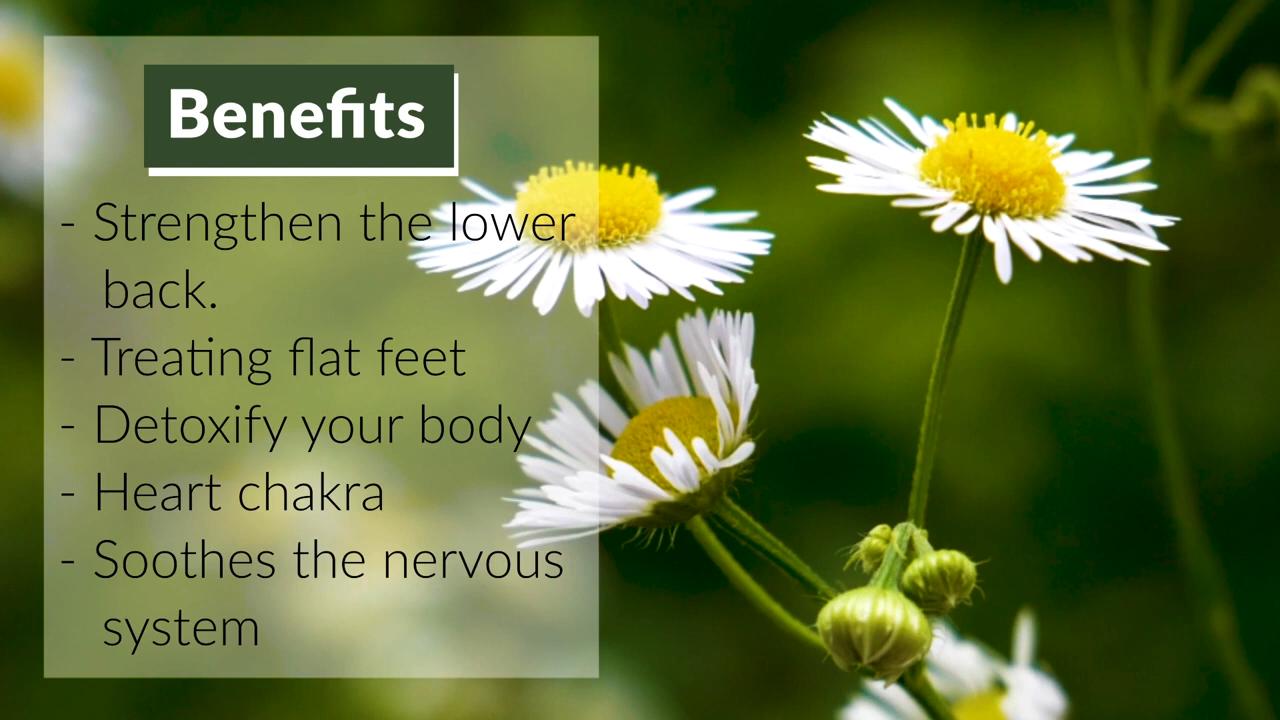 Benefits
- Strengthen the lower
back.
- Treating flat feet
- Detoxify your body
- Heart chakra
- Soothes the nervous
system